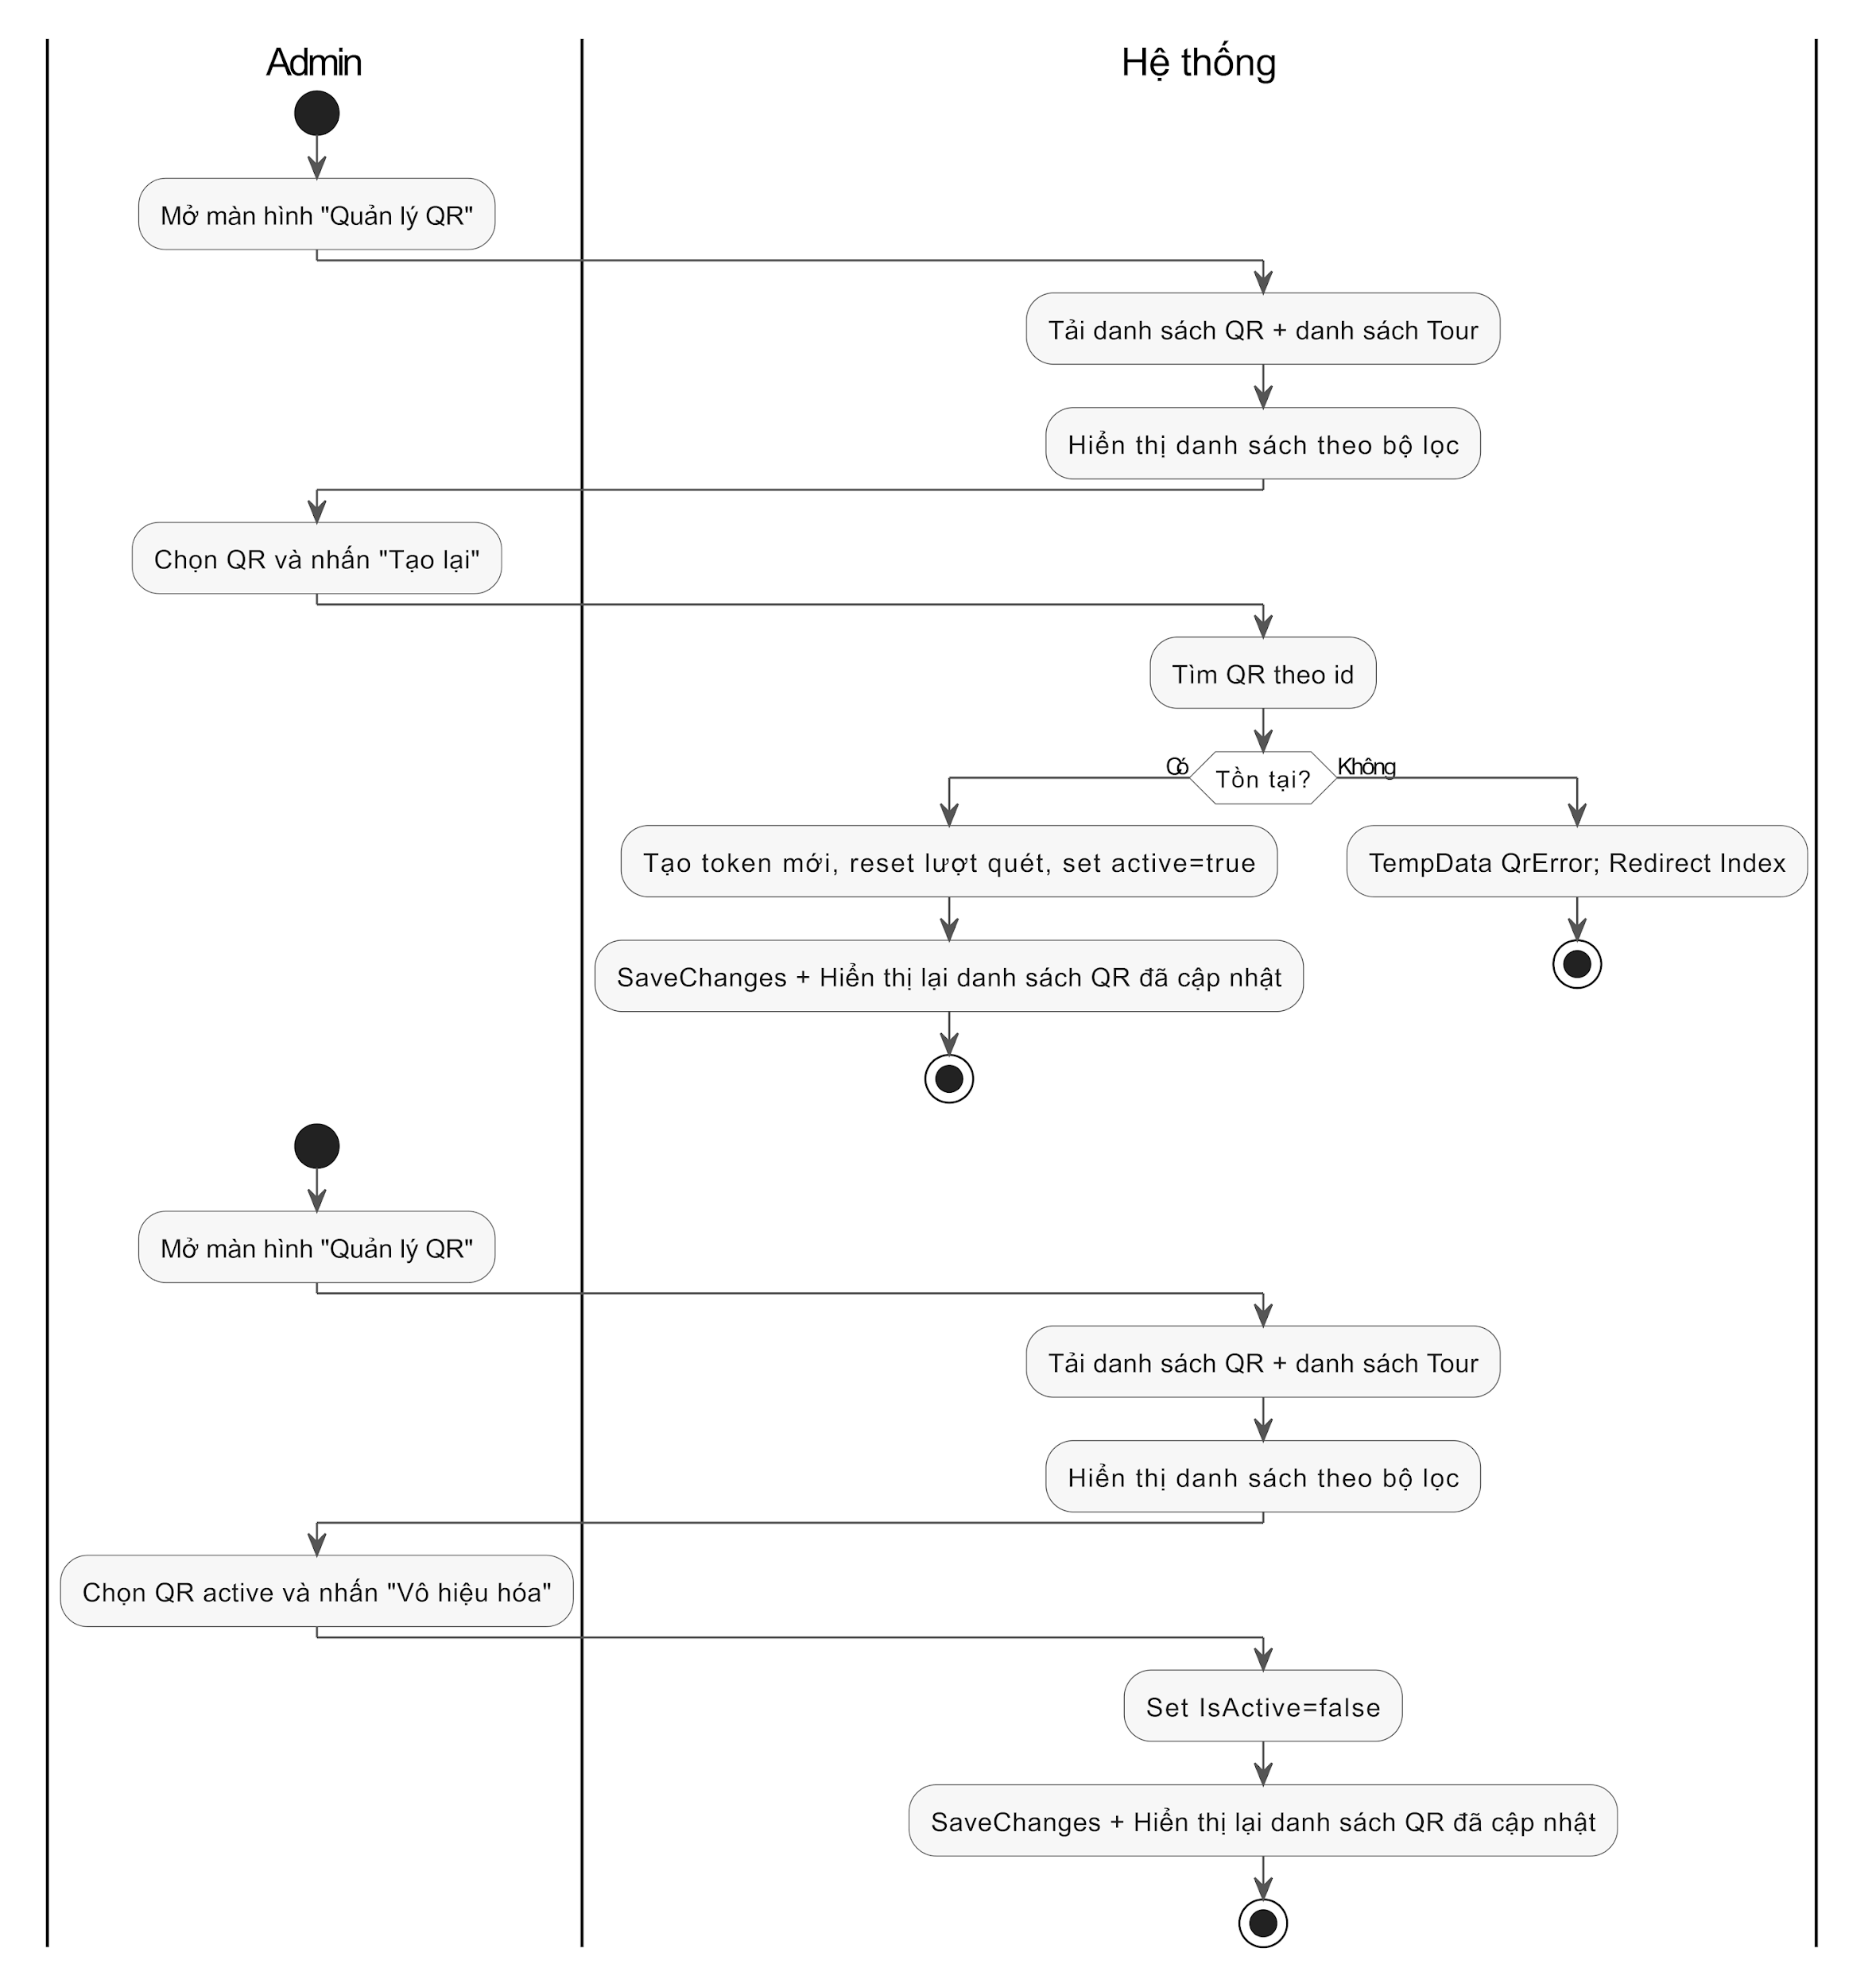 Admin
Hệ thống
Mở màn hình "Quản lý QR"
Tải danh sách QR + danh sách Tour
Hiển thị danh sách theo bộ lọc
Chọn QR và nhấn "Tạo lại"
Tìm QR theo id
Có
Tồn tại?
Không
Tạo token mới, reset lượt quét, set active=true
TempData QrError; Redirect Index
SaveChanges + Hiển thị lại danh sách QR đã cập nhật
Mở màn hình "Quản lý QR"
Tải danh sách QR + danh sách Tour
Hiển thị danh sách theo bộ lọc
Chọn QR active và nhấn "Vô hiệu hóa"
Set IsActive=false
SaveChanges + Hiển thị lại danh sách QR đã cập nhật